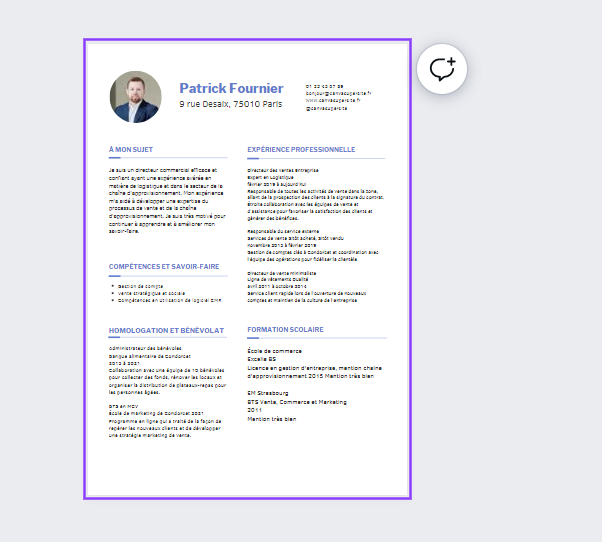 Patrick Fournier
9 rue Desaix, 75010 Paris
01 23 45 67 89
bonjour@canvasupersite.fr
www.canvasupersite.fr
@canvasupersite
À MON SUJET
Je suis un directeur commercial efficace et
confiant ayant une expérience avérée en
matière de logistique et dans le secteur de la
chaîne d'approvisionnement. Mon expérience
m'a aidé à développer une expertise du
processus de vente et de la chaîne
d'approvisionnement. Je suis très motivé pour
continuer à apprendre et à améliorer mon
savoir-faire.
COMPÉTENCES ET SAVOIR-FAIRE
Gestion de compte
Vente stratégique et sociale
Compétences en utilisation de logiciel CMR
HOMOLOGATION ET BÉNÉVOLAT
Administrateur des bénévoles
Banque alimentaire de Condorcet
2013 à 2021
Collaboration avec une équipe de 10 bénévoles
pour collecter des fonds, rénover les locaux et
organiser la distribution de plateaux-repas pour
les personnes âgées.
BTS en MCV
École de marketing de Condorcet 2021
Programme en ligne qui a traité de la façon de
repérer les nouveaux clients et de développer
une stratégie marketing de vente.
EXPÉRIENCE PROFESSIONNELLE
Directeur des ventes Entreprise
Expert en Logistique
février 2019 à aujourd'hui
Responsable de toutes les activités de vente dans la zone,
allant de la prospection des clients à la signature du contrat.
Étroite collaboration avec les équipes de vente et
d'assistance pour favoriser la satisfaction des clients et
générer des bénéfices.
Responsable du service externe
Services de vente Sitôt acheté, Sitôt vendu
novembre 2013 à février 2019
Gestion de comptes clés à Condorcet et coordination avec
l'équipe des opérations pour fidéliser la clientèle.
Directeur de vente minimaliste
Ligne de vêtements Dualité
avril 2011 à octobre 2014
Service client rapide lors de l'ouverture de nouveaux
comptes et maintien de la culture de l'entreprise
FORMATION SCOLAIRE
École de commerce
Excelia BS
Licence en gestion d'entreprise, mention chaine
d'approvisionnement 2015 Mention très bien
EM Strasbourg
BTS Vente, Commerce et Marketing
2011
Mention très bien